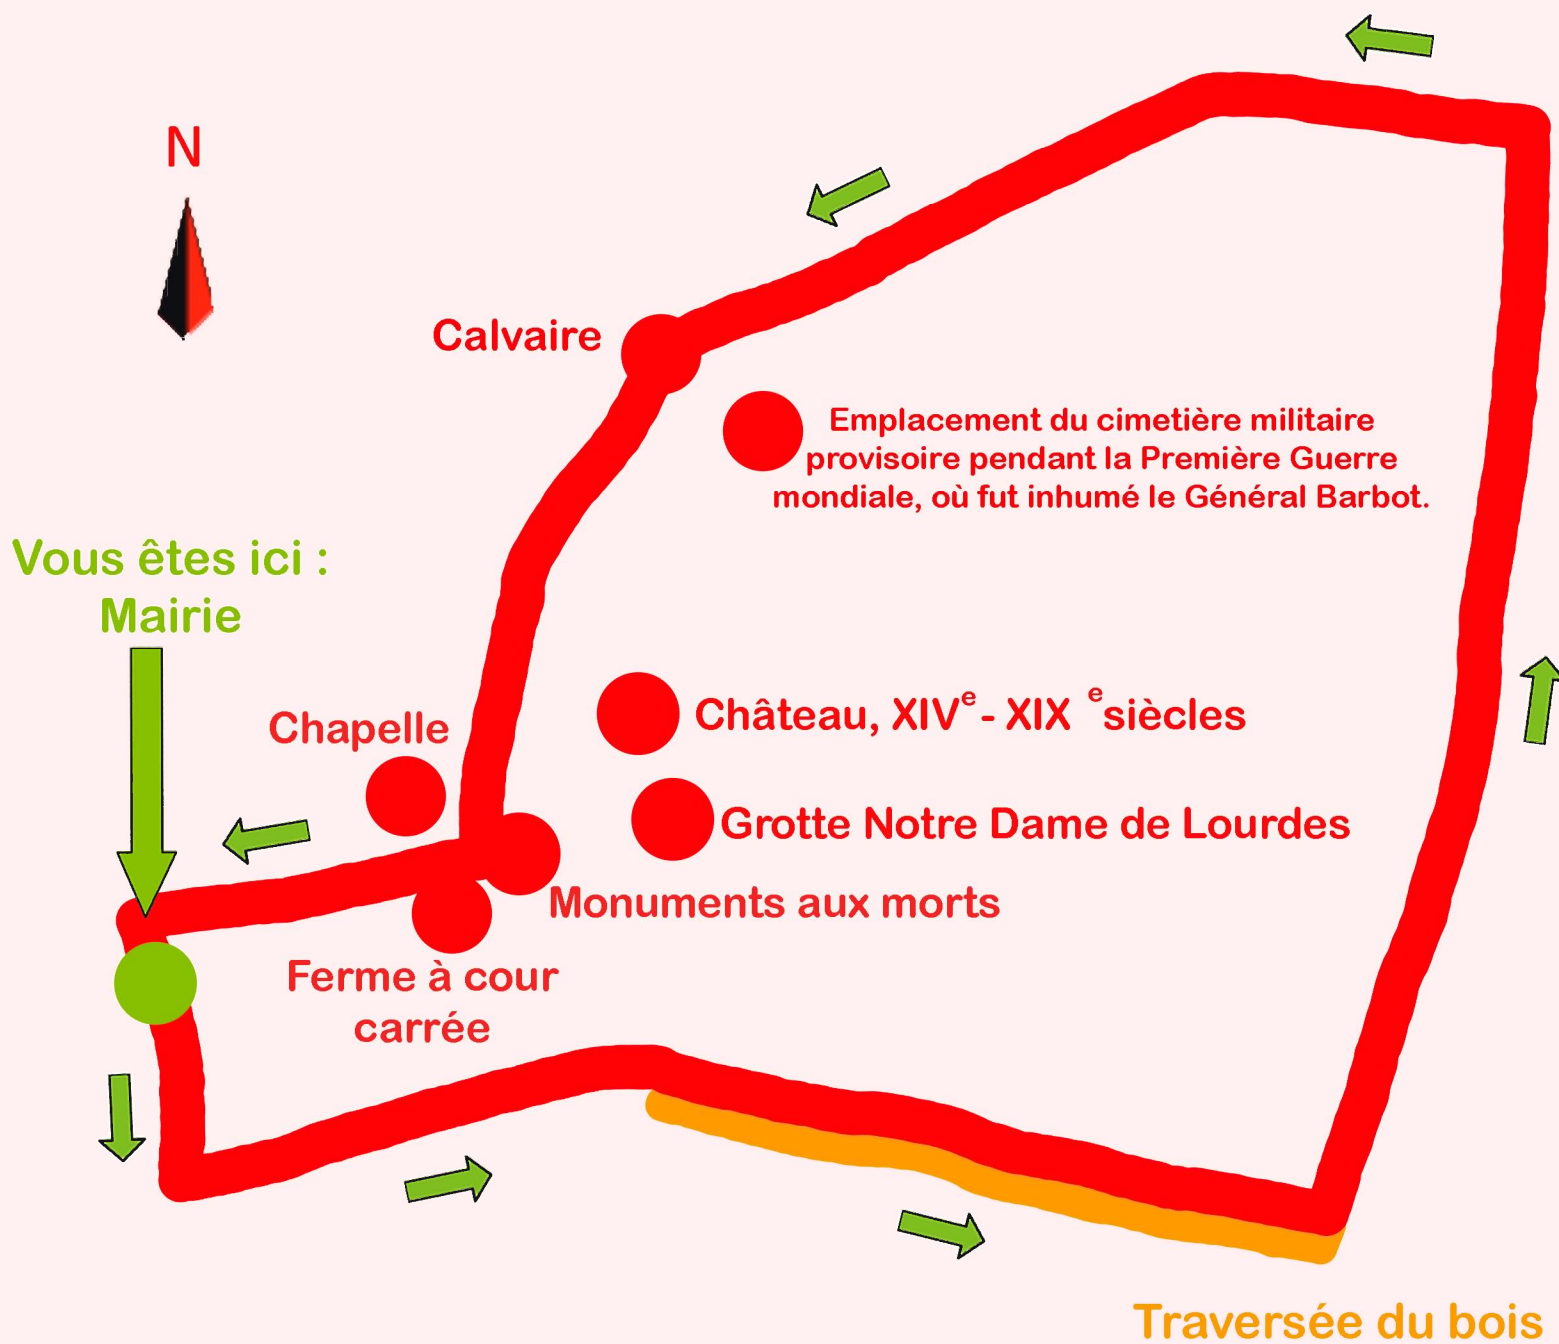 N
Calvaire
Emplacement du cimetière militaire
provisoire pendant la Première Guerre
mondiale, où fut inhumé le Général Barbot.
Vous êtes ici :
Mairie
Château, XIVe - XIX e siècles
Chapelle
Grotte Notre Dame de Lourdes
Monuments aux morts
Ferme à cour
carrée
Traversée du bois